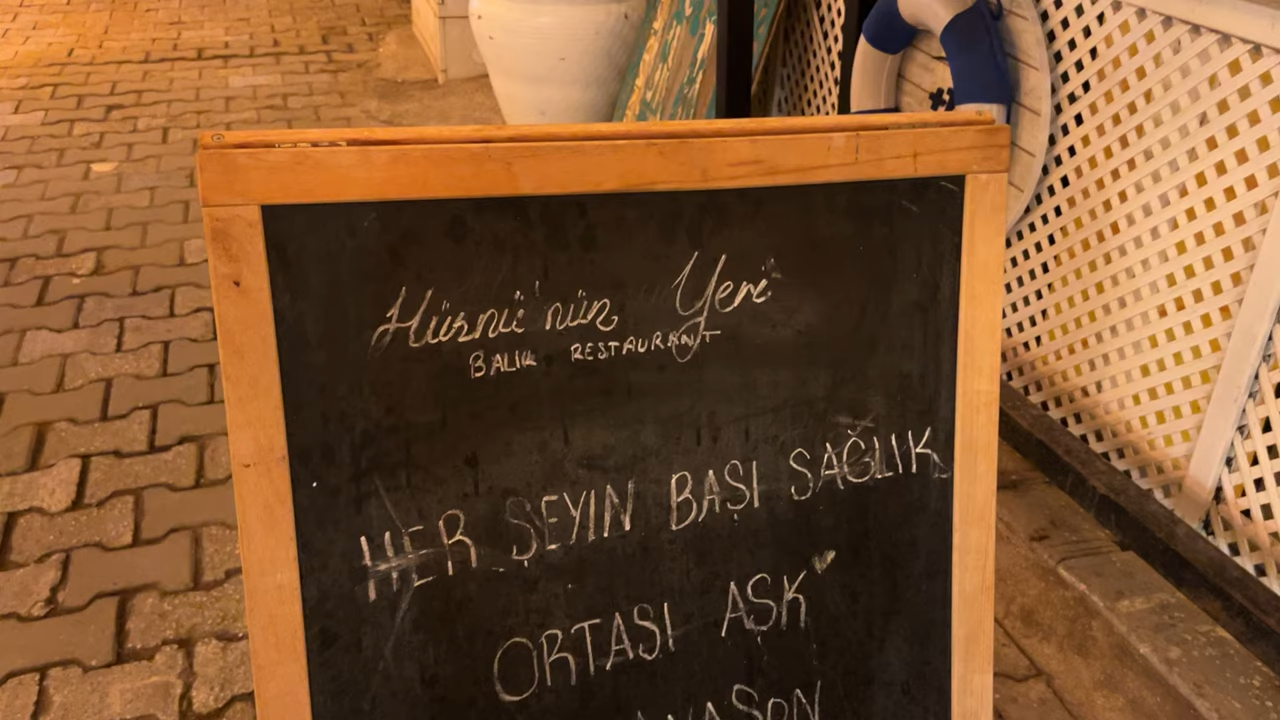 Hüsnü'nün Yeri
BALIK RESTAURANT
HER ŞEYIN BAŞI SAĞLIK
ORTASI AŞK